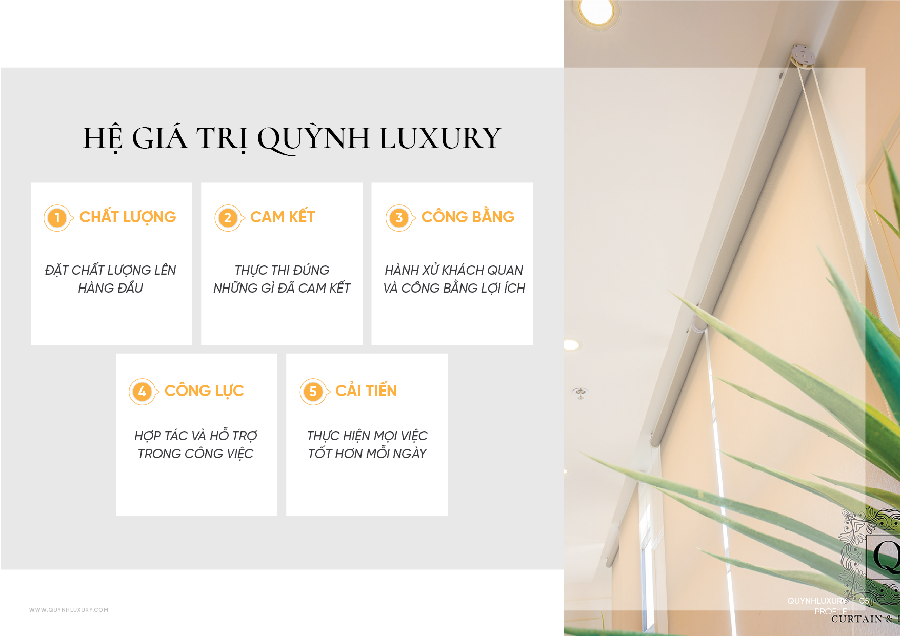 HỆ GIÁ TRỊ QUỲNH LUXURY
1 CHẤT LƯỢNG
ĐẶT CHẤT LƯỢNG LÊN
HÀNG ĐẦU
2 CAM KẾT
THỰC THI ĐÚNG
NHỮNG GÌ ĐÃ CAM KẾT
3 CÔNG BẰNG
HÀNH XỬ KHÁCH QUAN
VÀ CÔNG BẰNG LỢI ÍCH
4 CÔNG LỰC
HỢP TÁC VÀ HỖ TRỢ
TRONG CÔNG VIỆC
5 CẢI TIẾN
THỰC HIỆN MỌI VIỆC
TỐT HƠN MỖI NGÀY
WWW.QUYNHLUXURY.COM
Q
QUYNHLUXURY
PROFILE
CURTAIN &